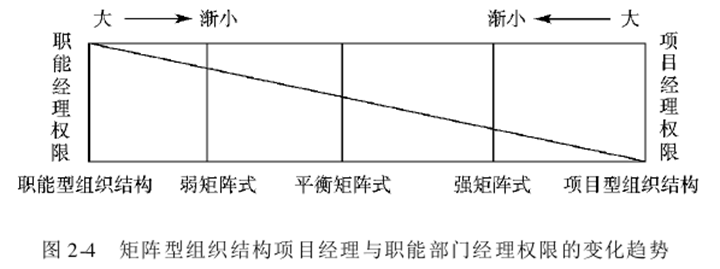 大 → 渐小
渐小 ← 大
职能经理权限
项目经理权限
职能型组织结构 弱矩阵式 平衡矩阵式 强矩阵式 项目型组织结构
图 2-4 矩阵型组织结构项目经理与职能部门经理权限的变化趋势